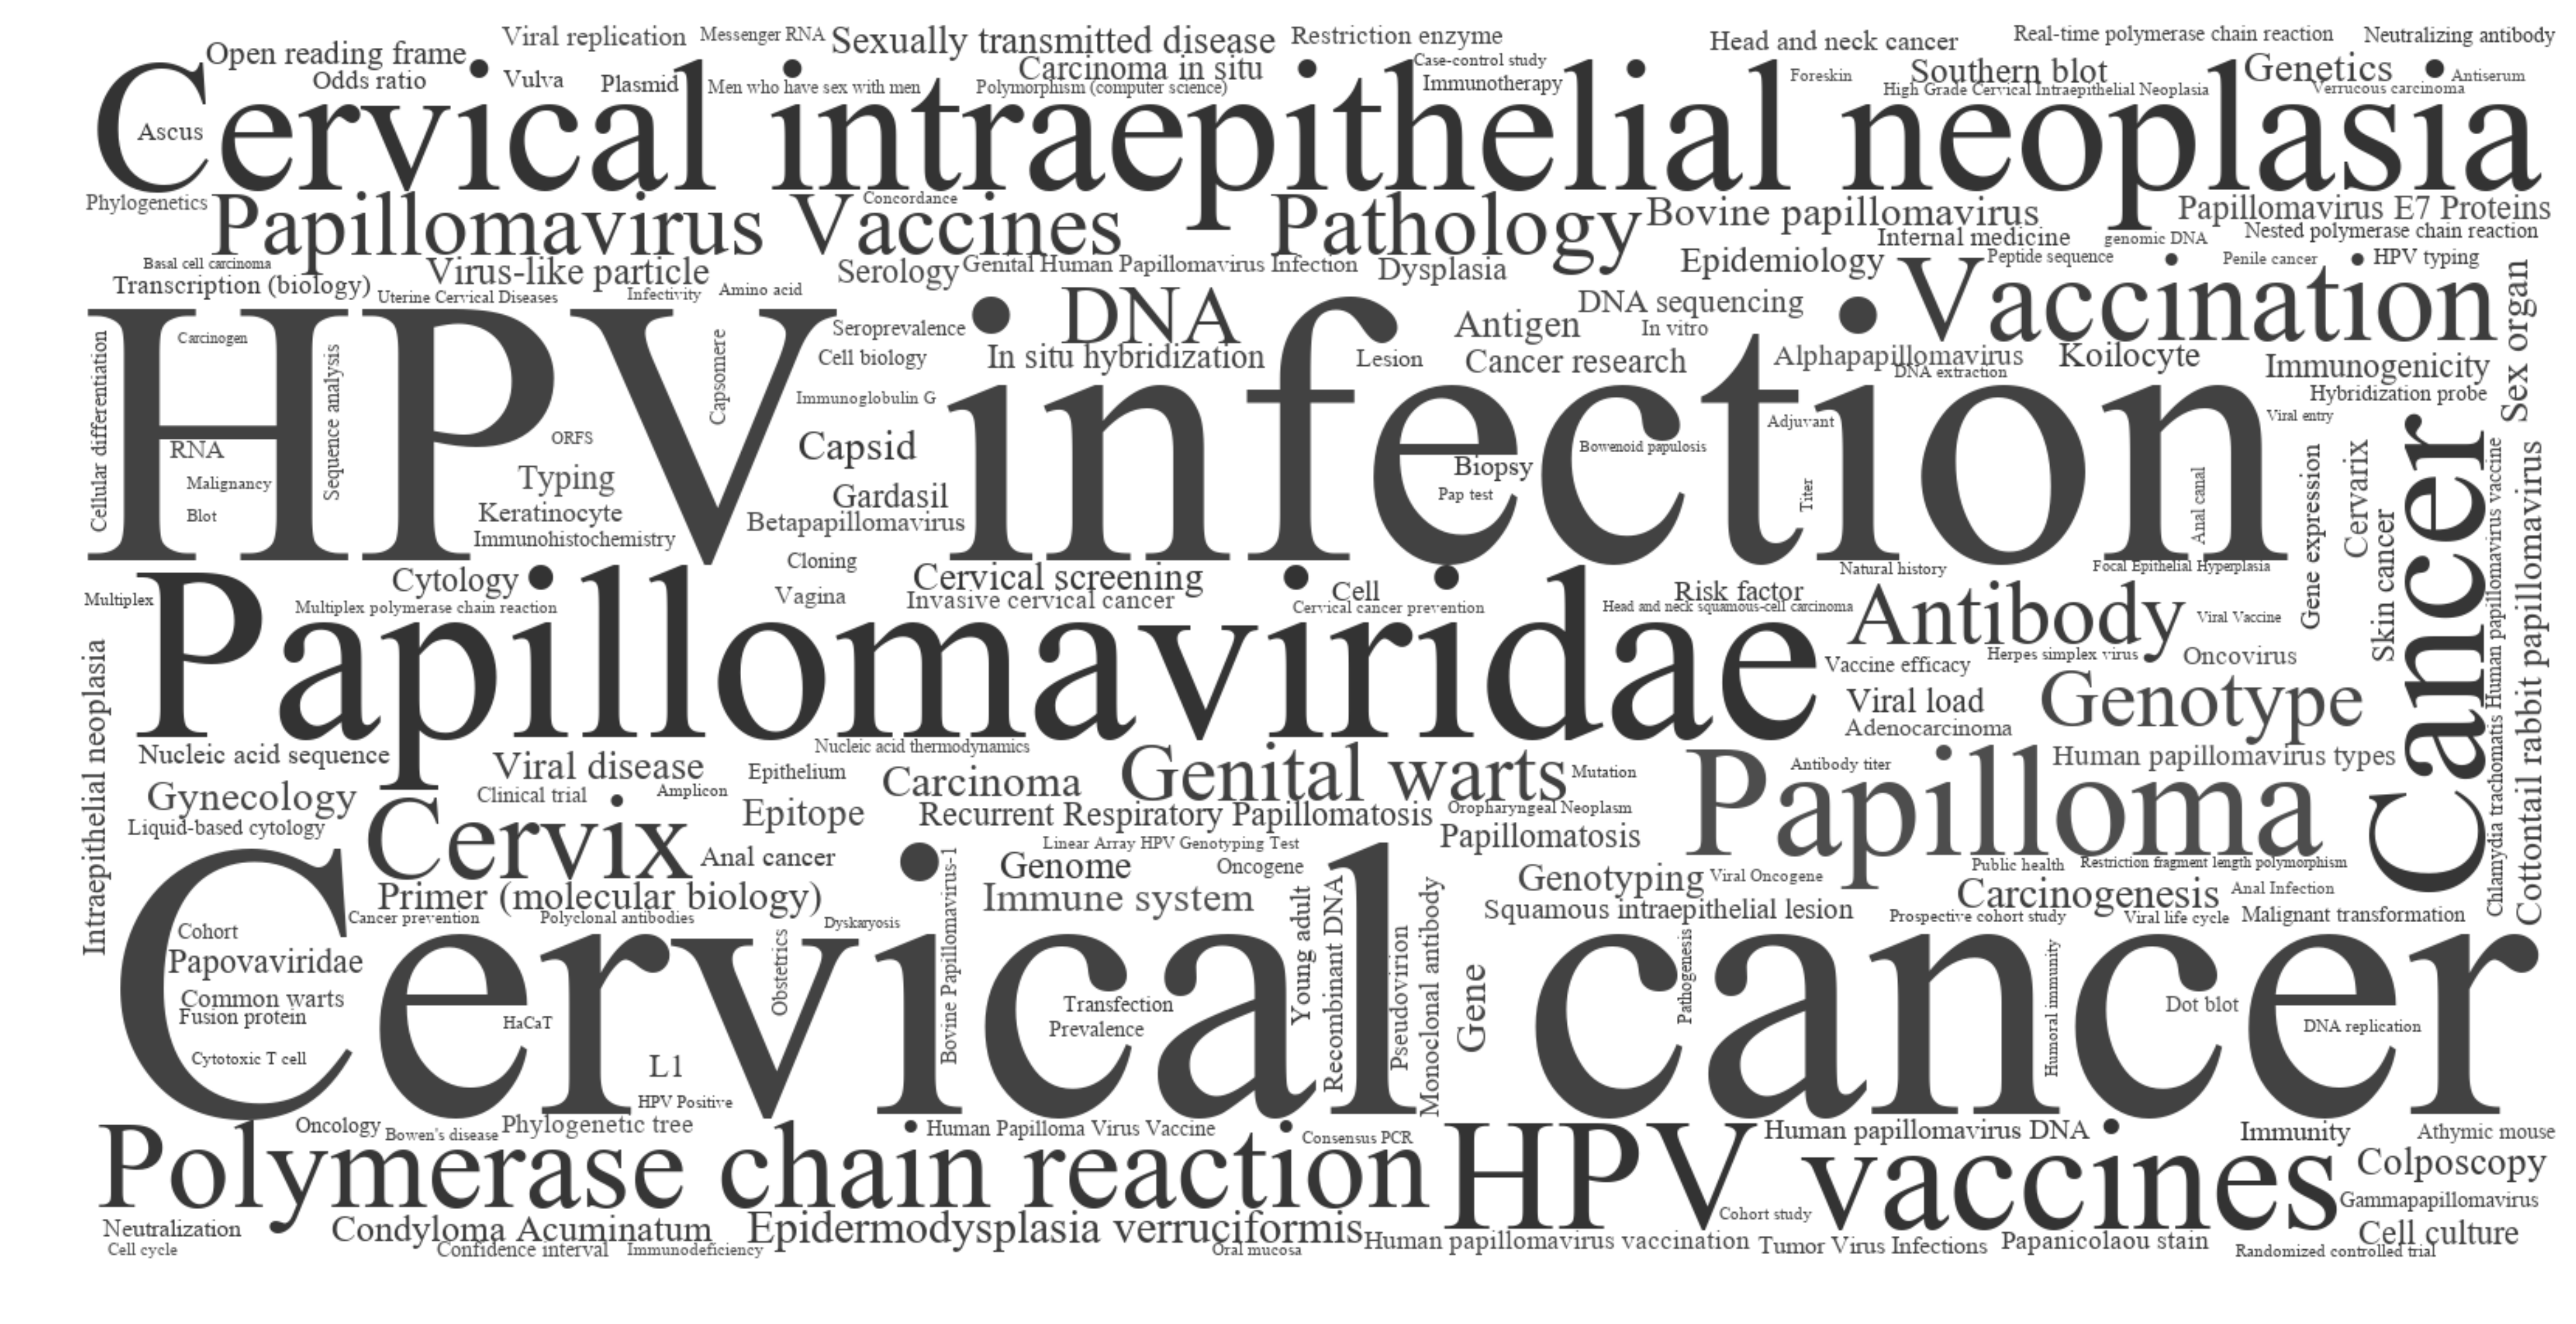 Open reading frame
Viral replication
Messenger RNA
Sexually transmitted disease
Restriction enzyme
Head and neck cancer
Real-time polymerase chain reaction
Neutralizing antibody
Odds ratio
Vulva
Plasmid
Men who have sex with men
Carcinoma in situ
Polymorphism (computer science)
Case-control study
Immunotherapy
Foreskin
Southern blot
High Grade Cervical Intraepithelial Neoplasia
Genetics
Antiserum
Verrucous carcinoma
Cervical intraepithelial neoplasia
Ascus
Phylogenetics
Papillomavirus Vaccines
Concordance
Pathology
Bovine papillomavirus
Papillomavirus E7 Proteins
Internal medicine
genomic DNA
Nested polymerase chain reaction
Basal cell carcinoma
Transcription (biology)
Virus-like particle
Uterine Cervical Diseases
Infectivity
Amino acid
Serology
Genital Human Papillomavirus Infection
Dysplasia
Epidemiology
Peptide sequence
Penile cancer
HPV typing
Vaccination
Sex organ
DNA
DNA sequencing
Antigen
In vitro
Seroprevalence
Cell biology
In situ hybridization
Lesion
Cancer research
Alphapapillomavirus
DNA extraction
Koilocyte
Immunogenicity
Hybridization probe
Viral entry
HPV infection
Cellular differentiation
Carcinogen
Sequence analysis
Capsomere
Immunoglobulin G
RNA
Malignancy
Blot
ORFS
Typing
Keratinocyte
Immunohistochemistry
Capsid
Gardasil
Betapapillomavirus
Cloning
Vagina
Biopsy
Pap test
Bowenoid papulosis
Adjuvant
Titer
Anal canal
Gene expression
Cervarix
Skin cancer
Cancer
Human papillomavirus vaccine
Chlamydia trachomatis
Cottontail rabbit papillomavirus
Multiplex
Cytology
Multiplex polymerase chain reaction
Cervical screening
Invasive cervical cancer
Cell
Cervical cancer prevention
Natural history
Risk factor
Head and neck squamous-cell carcinoma
Focal Epithelial Hyperplasia
Antibody
Viral Vaccine
Papillomaviridae
Vaccine efficacy
Herpes simplex virus
Oncovirus
Viral load
Adenocarcinoma
Genotype
Intraepithelial neoplasia
Nucleic acid sequence
Viral disease
Nucleic acid thermodynamics
Epithelium
Carcinoma
Genital warts
Mutation
Antibody titer
Human papillomavirus types
Papilloma
Gynecology
Clinical trial
Amplicon
Liquid-based cytology
Cervix
Epitope
Recurrent Respiratory Papillomatosis
Oropharyngeal Neoplasm
Papillomatosis
Anal cancer
Linear Array HPV Genotyping Test
Genome
Oncogene
Immune system
Primer (molecular biology)
Cancer prevention
Polyclonal antibodies
Dyskaryosis
Genotyping
Viral Oncogene
Public health
Restriction fragment length polymorphism
Carcinogenesis
Anal Infection
Squamous intraepithelial lesion
Prospective cohort study
Viral life cycle
Malignant transformation
Cervical cancer
Cohort
Papovaviridae
Common warts
Fusion protein
Cytotoxic T cell
HaCaT
L1
HPV Positive
Obstetrics
Bovine Papillomavirus-1
Transfection
Prevalence
Young adult
Recombinant DNA
Pseudovirion
Monoclonal antibody
Gene
Pathogenesis
Humoral immunity
Dot blot
DNA replication
Oncology
Bowen's disease
Phylogenetic tree
Human Papilloma Virus Vaccine
Consensus PCR
Human papillomavirus DNA
Immunity
Athymic mouse
Polymerase chain reaction
HPV vaccines
Colposcopy
Gammapapillomavirus
Cohort study
Neutralization
Condyloma Acuminatum
Epidermodysplasia verruciformis
Cell culture
Cell cycle
Confidence interval
Immunodeficiency
Oral mucosa
Human papillomavirus vaccination
Tumor Virus Infections
Papanicolaou stain
Randomized controlled trial